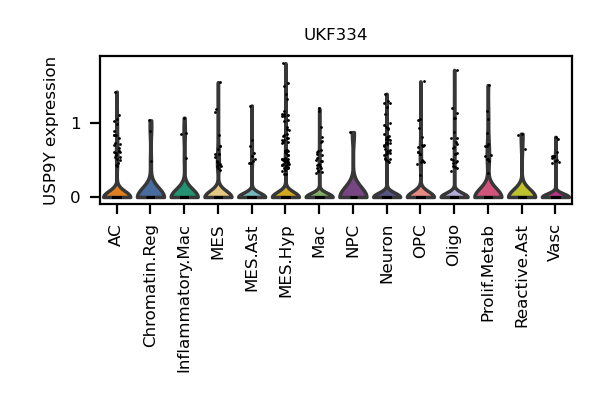 UKF334
USP9Y expression
1
0
AC
Chromatin.Reg
Inflammatory.Mac
MES
MES.Ast
MES.Hyp
Mac
NPC
Neuron
OPC
Oligo
Prolif.Metab
Reactive.Ast
Vasc